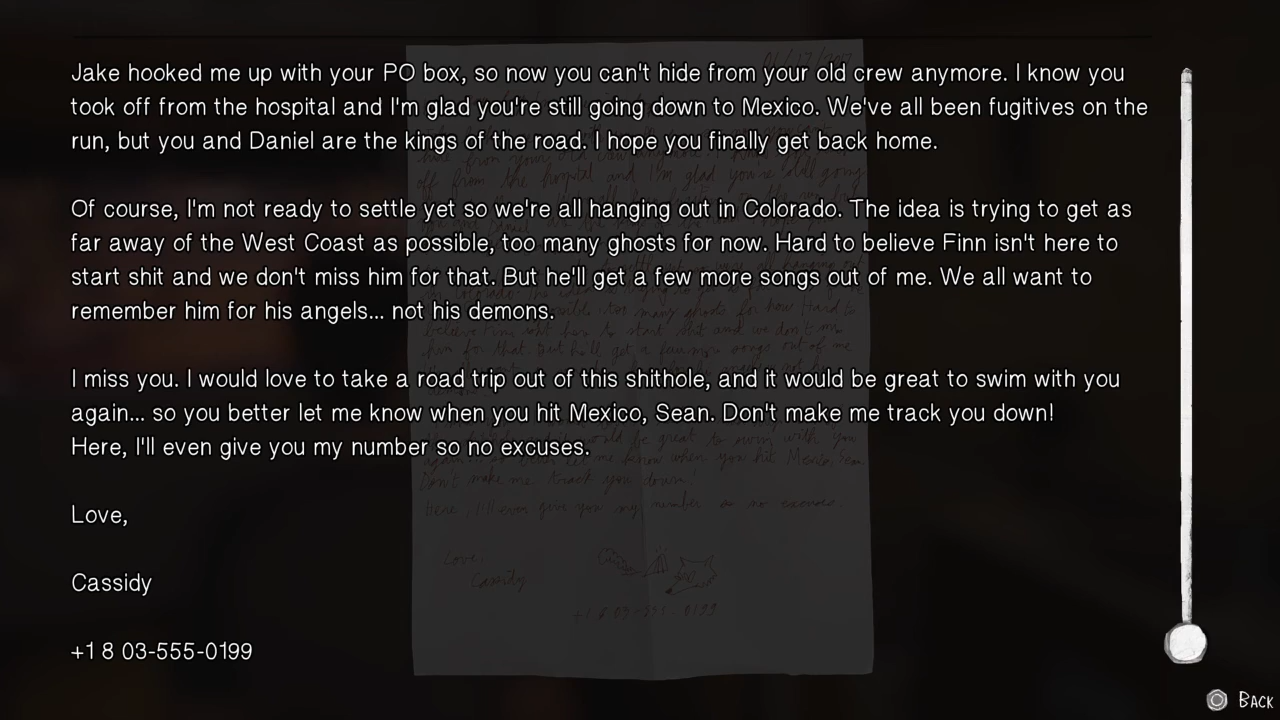 Jake hooked me up with your PO box, so now you can't hide from your old crew anymore. I know you
took off from the hospital and I'm glad you're still going down to Mexico. We've all been fugitives on the
run, but you and Daniel are the kings of the road. I hope you finally get back home.
Of course, I'm not ready to settle yet so we're all hanging out in Colorado. The idea is trying to get as
far away of the West Coast as possible, too many ghosts for now. Hard to believe Finn isn't here to
start shit and we don't miss him for that. But he'll get a few more songs out of me. We all want to
remember him for his angels... not his demons.
I miss you. I would love to take a road trip out of this shithole, and it would be great to swim with you
again... so you better let me know when you hit Mexico, Sean. Don't make me track you down!
Here, I'll even give you my number so no excuses.
Love,
Cassidy
+1 8 03-555-0199
Back